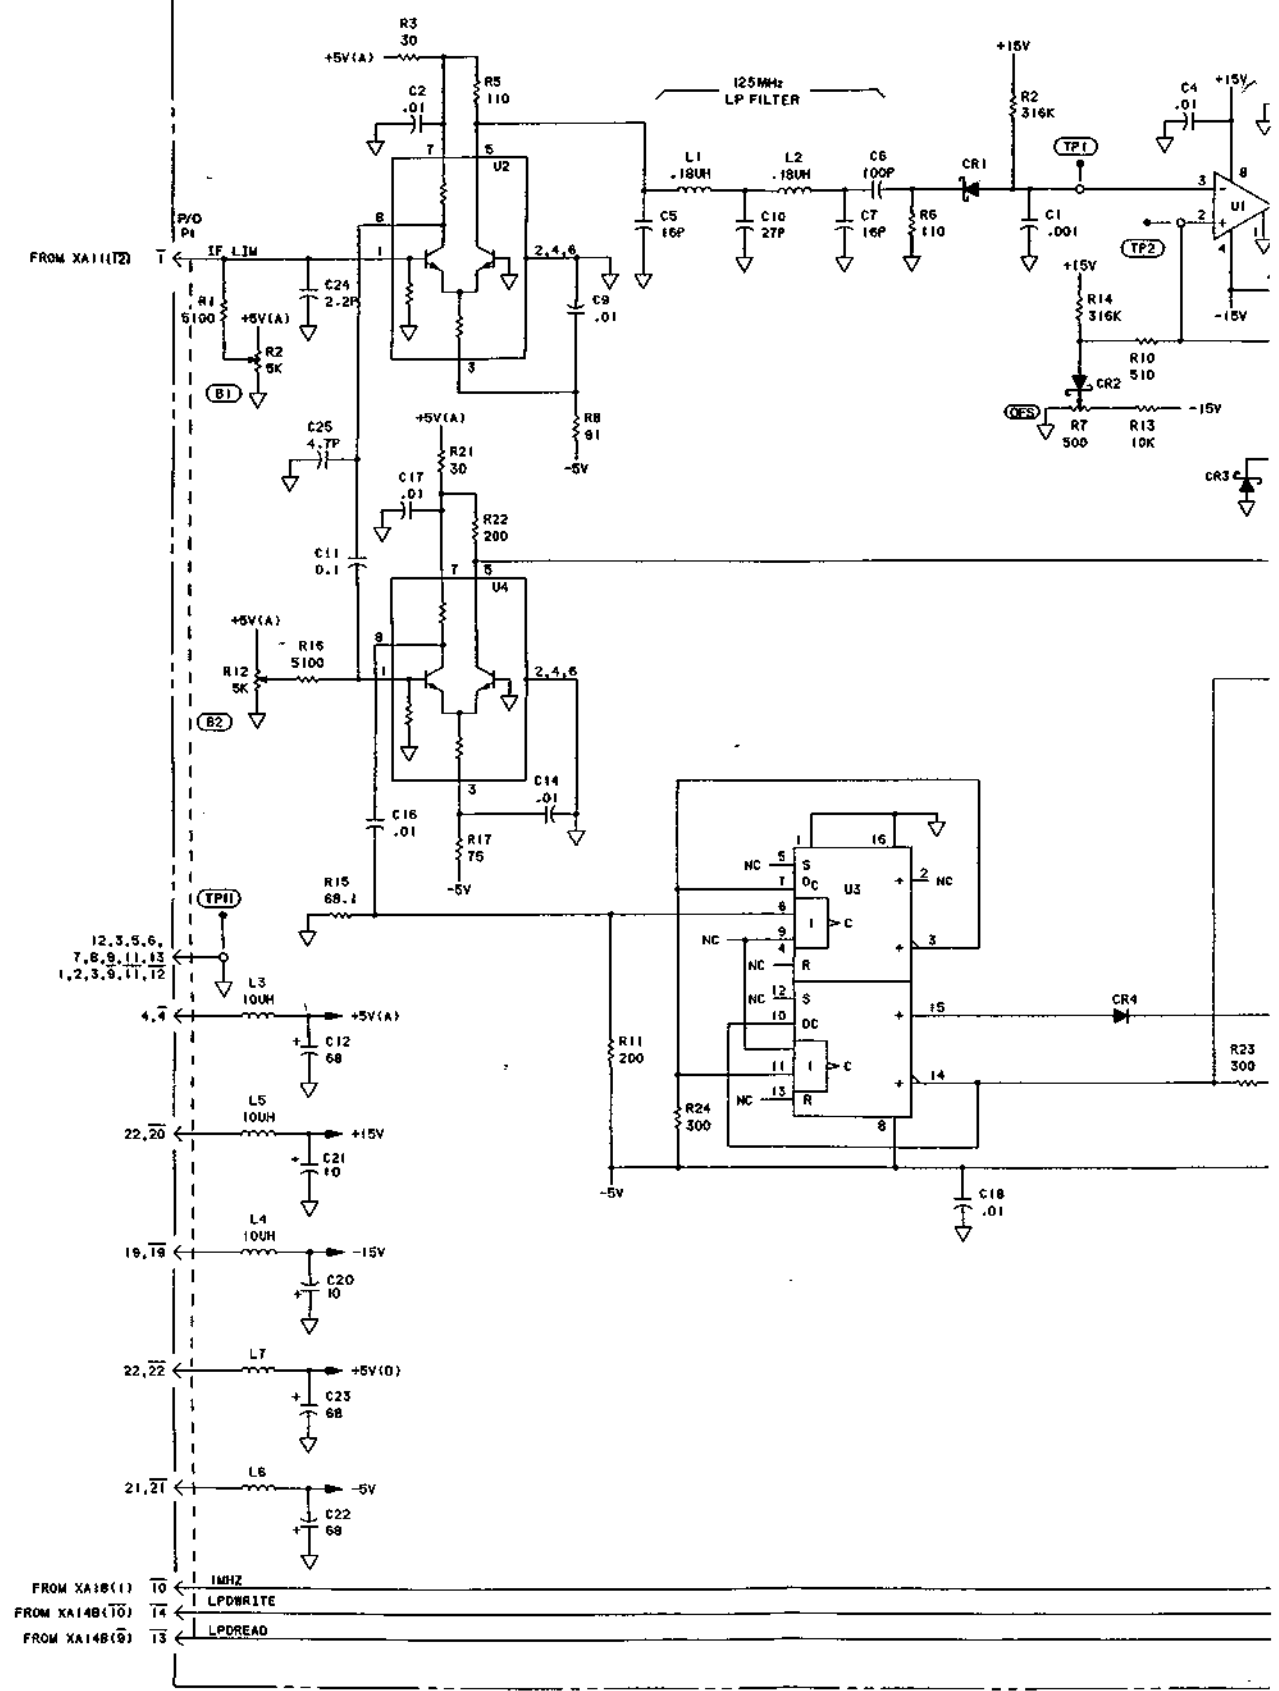 R3
30
+5V(A)
R5
110
C2
.01
7
5
U2
8
P/O
P1
FROM XA11(12)
1
IF LIM
1
2,4,6
R1
5100
+5V(A)
R2
5K
B1
C24
2.2P
C9
.01
3
R8
91
-5V
125MHz
LP FILTER
L1
.18UH
L2
.18UH
C6
100P
CR1
C5
16P
C10
27P
C7
16P
R6
110
+15V
R2
316K
TP1
C1
.001
C4
.01
+15V
3
-
8
U1
2
+
1
4
TP2
-15V
+15V
R14
316K
R10
510
CR2
OFS
R7
500
R13
10K
-15V
CR3
C25
4.7P
+5V(A)
R21
30
C17
.01
R22
200
C11
0.1
7
5
U4
8
+5V(A)
R16
5100
R12
5K
B2
1
2,4,6
3
C14
.01
C16
.01
R17
75
-5V
R15
68.1
TP11
12,3,5,6,
7,8,9,11,13
1,2,3,9,11,12
L3
10UH
4,4
+5V(A)
+
C12
68
L5
10UH
22,20
+15V
+
C21
10
L4
10UH
19,19
-15V
+
C20
10
L7
22,22
+5V(D)
+
C23
68
L6
21,21
-5V
+
C22
68
1
16
NC
5
S
7
DC
U3
+
2
NC
6
1
C
NC
9
4
+
3
NC
R
NC
12
S
10
DC
+
15
CR4
1
C
11
+
14
NC
13
R
8
R11
200
R24
300
R23
300
-5V
C18
.01
FROM XA18(1)
10
1MHZ
FROM XA14B(10)
14
LPDWRITE
FROM XA14B(9)
13
LPDREAD